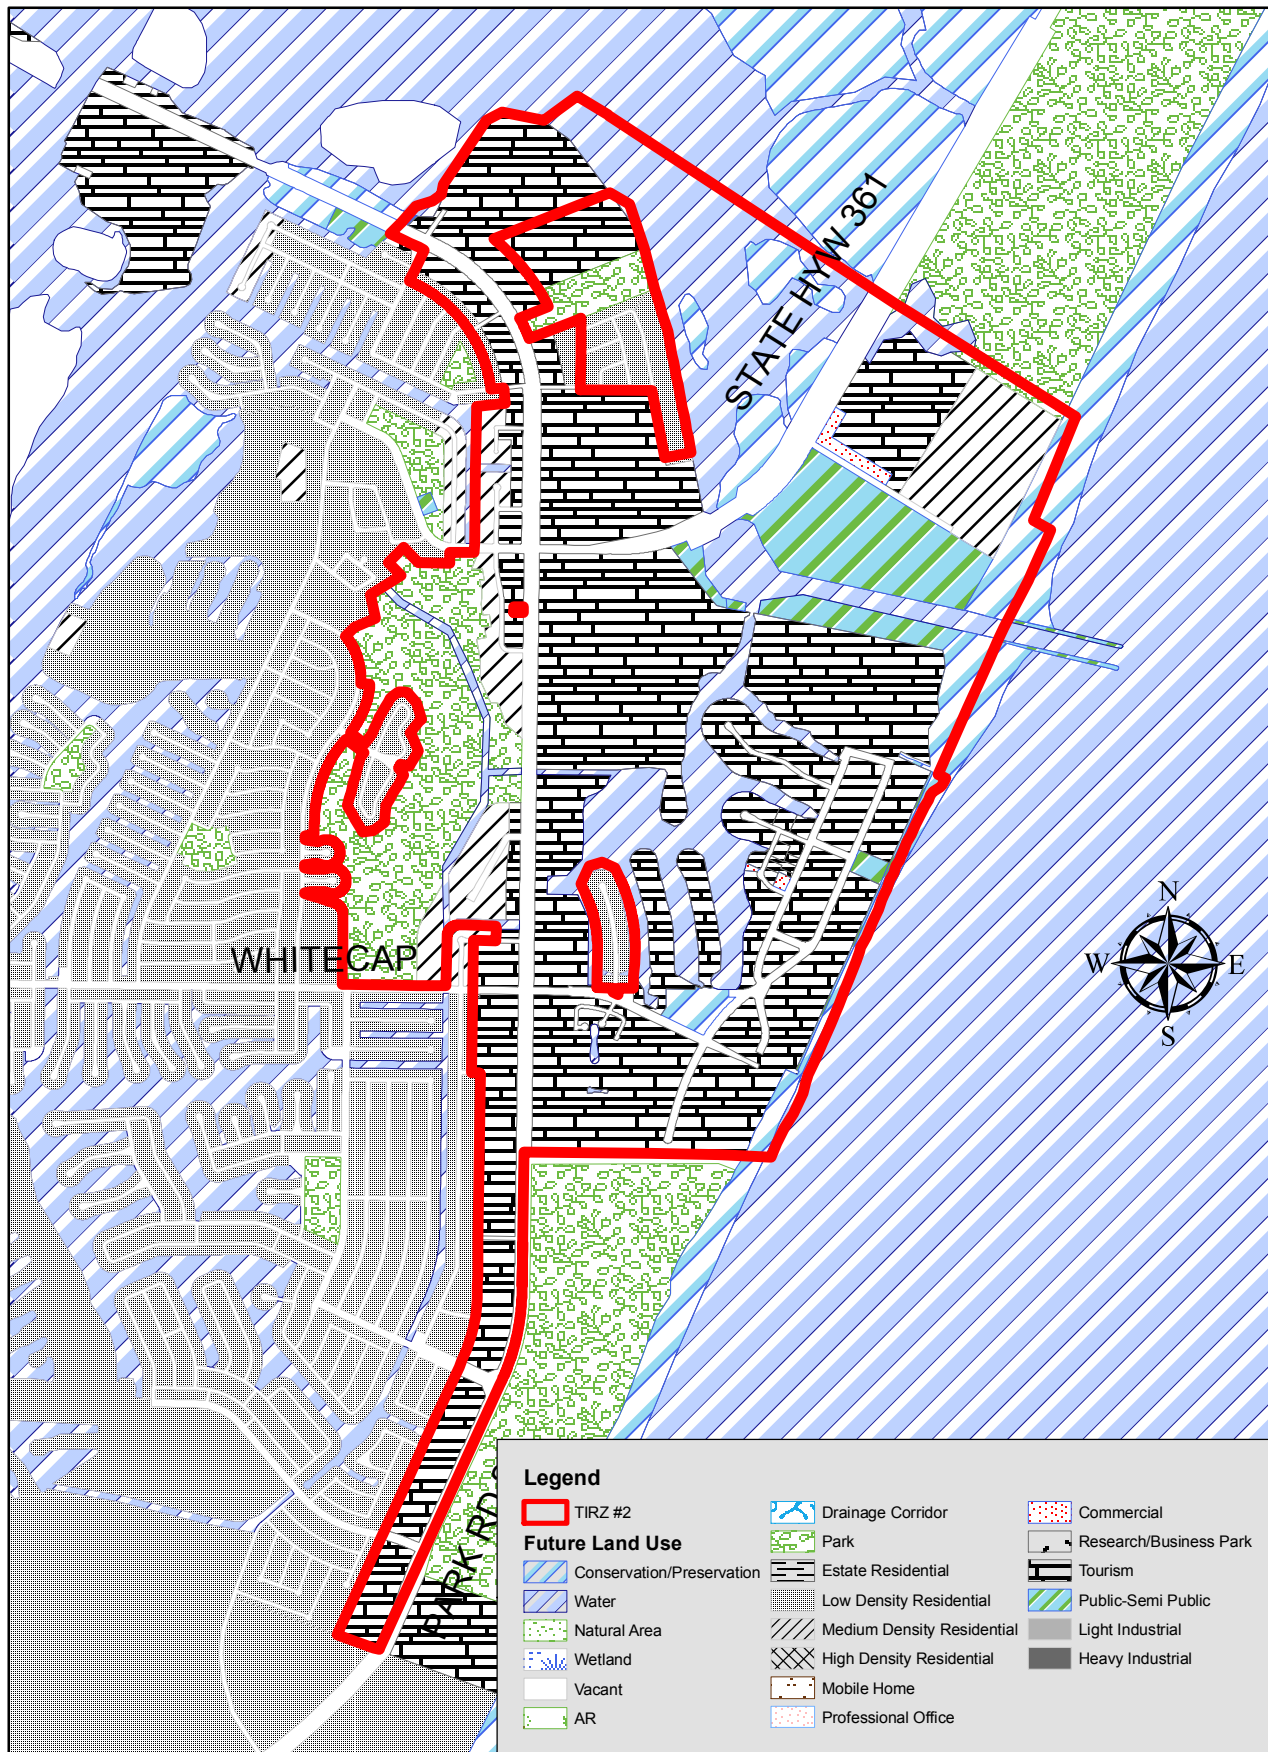 STATE HYW 361
WHITECAP
N
W
E
S
PARK RD
Legend
TIRZ #2
Future Land Use
Conservation/Preservation
Water
Natural Area
Wetland
Vacant
AR
Drainage Corridor
Park
Estate Residential
Low Density Residential
Medium Density Residential
High Density Residential
Mobile Home
Professional Office
Commercial
Research/Business Park
Tourism
Public-Semi Public
Light Industrial
Heavy Industrial